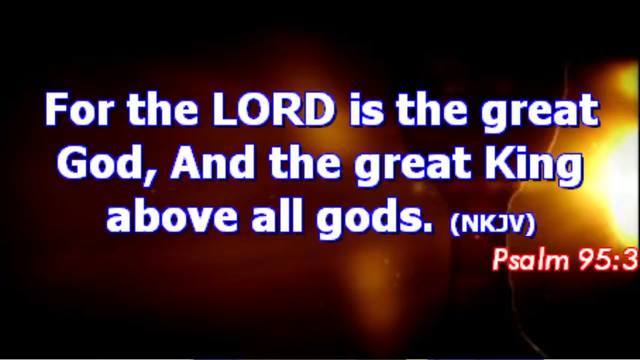 For the LORD is the great
God, And the great King
above all gods. (NKJV)
Psalm 95:3